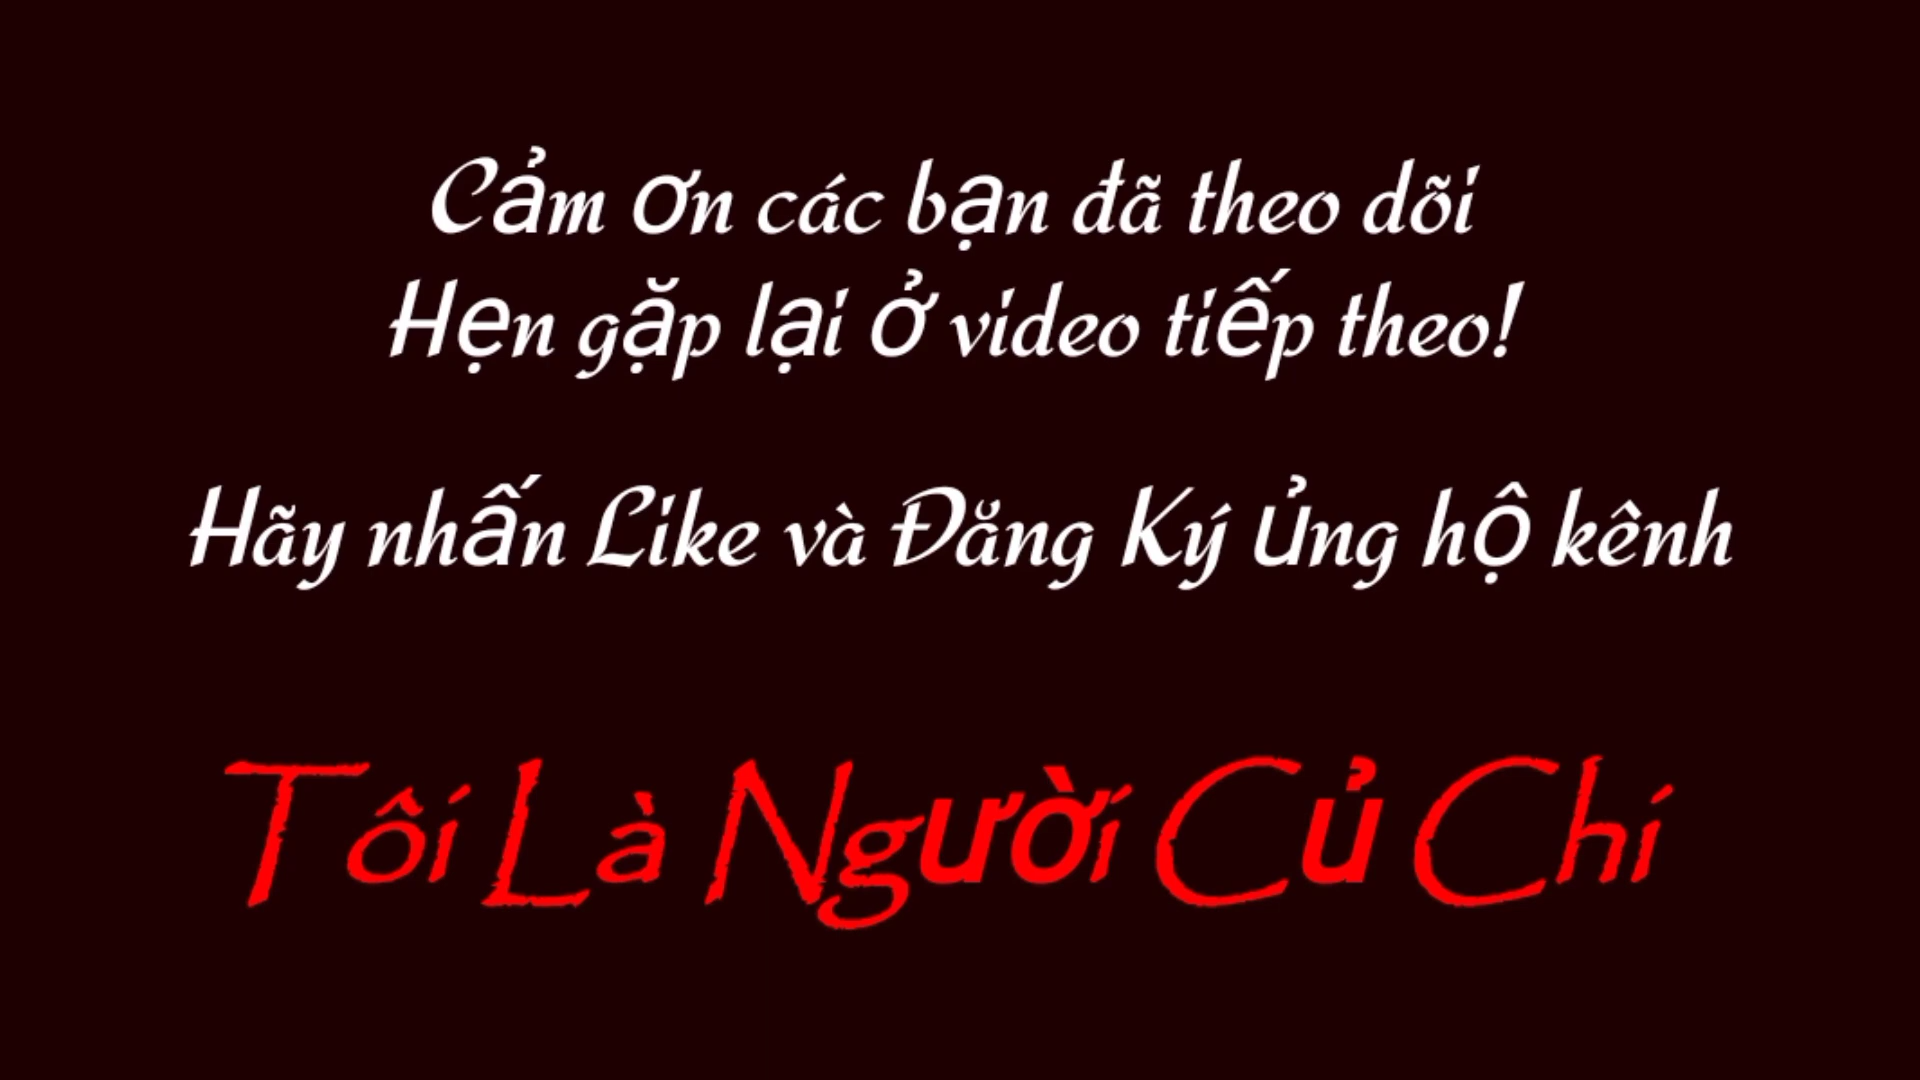 Cảm ơn các bạn đã theo dõi
Hẹn gặp lại ở video tiếp theo!
Hãy nhấn Like và Đăng Ký ủng hộ kênh
Tôi Là Người Củ Chi